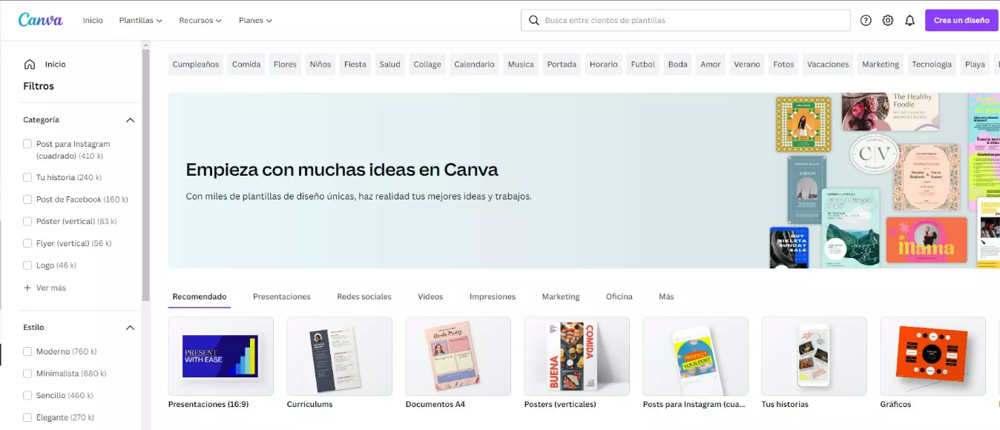 Canva
Inicio
Plantillas
Recursos
Planes
Busca entre cientos de plantillas
Crea un diseño
Inicio
Filtros
Categoría
Post para Instagram
(cuadrado) (410 k)
Tu historia (240 k)
Post de Facebook (160 k)
Póster (vertical) (83 k)
Flyer (vertical) (56 k)
Logo (46 k)
Ver más
Estilo
Moderno (760 k)
Minimalista (680 k)
Sencillo (460 k)
Elegante (270 k)
Cumpleaños
Comida
Flores
Niños
Fiesta
Salud
Collage
Calendario
Musica
Portada
Horario
Futbol
Boda
Amor
Verano
Fotos
Vacaciones
Marketing
Tecnologia
Playa
Empieza con muchas ideas en Canva
Con miles de plantillas de diseño únicas, haz realidad tus mejores ideas y trabajos.
The Healthy
Foodie
C V
BUY-
SIKLETA
SUNDAY
SALE
Mama
Recomendado
Presentaciones
Redes sociales
Vídeos
Impresiones
Marketing
Oficina
Más
PRESENT
WITH EASE
BUENA
COMIDA
PERFECT
YOUR POST
Presentaciones (16:9)
Currículums
Documentos A4
Posters (verticales)
Posts para Instagram (cua...
Tus historias
Gráficos